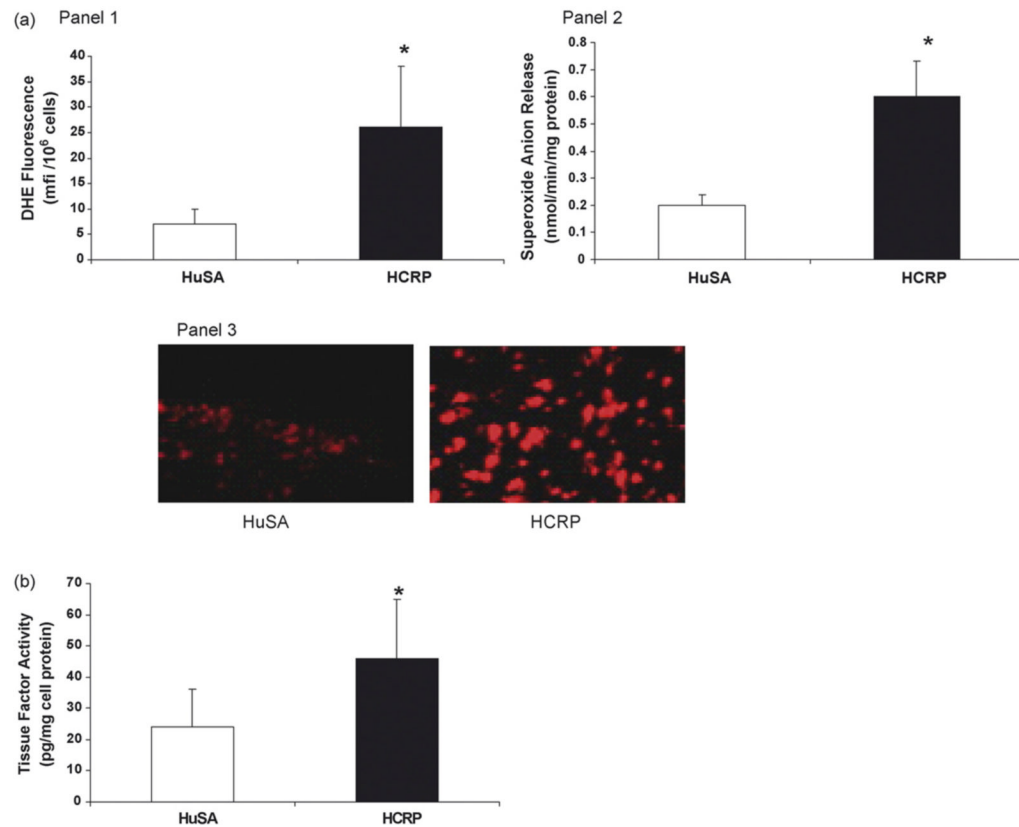 (a)
Panel 1
DHE Fluorescence
(mfi /10⁶ cells)
40
35
30
25
20
15
10
5
0
*
HuSA
HCRP
Panel 2
Superoxide Anion Release
(nmol/min/mg protein)
0.8
0.7
0.6
0.5
0.4
0.3
0.2
0.1
0
*
HuSA
HCRP
Panel 3
HuSA
HCRP
(b)
Tissue Factor Activity
(pg/mg cell protein)
70
60
50
40
30
20
10
0
*
HuSA
HCRP